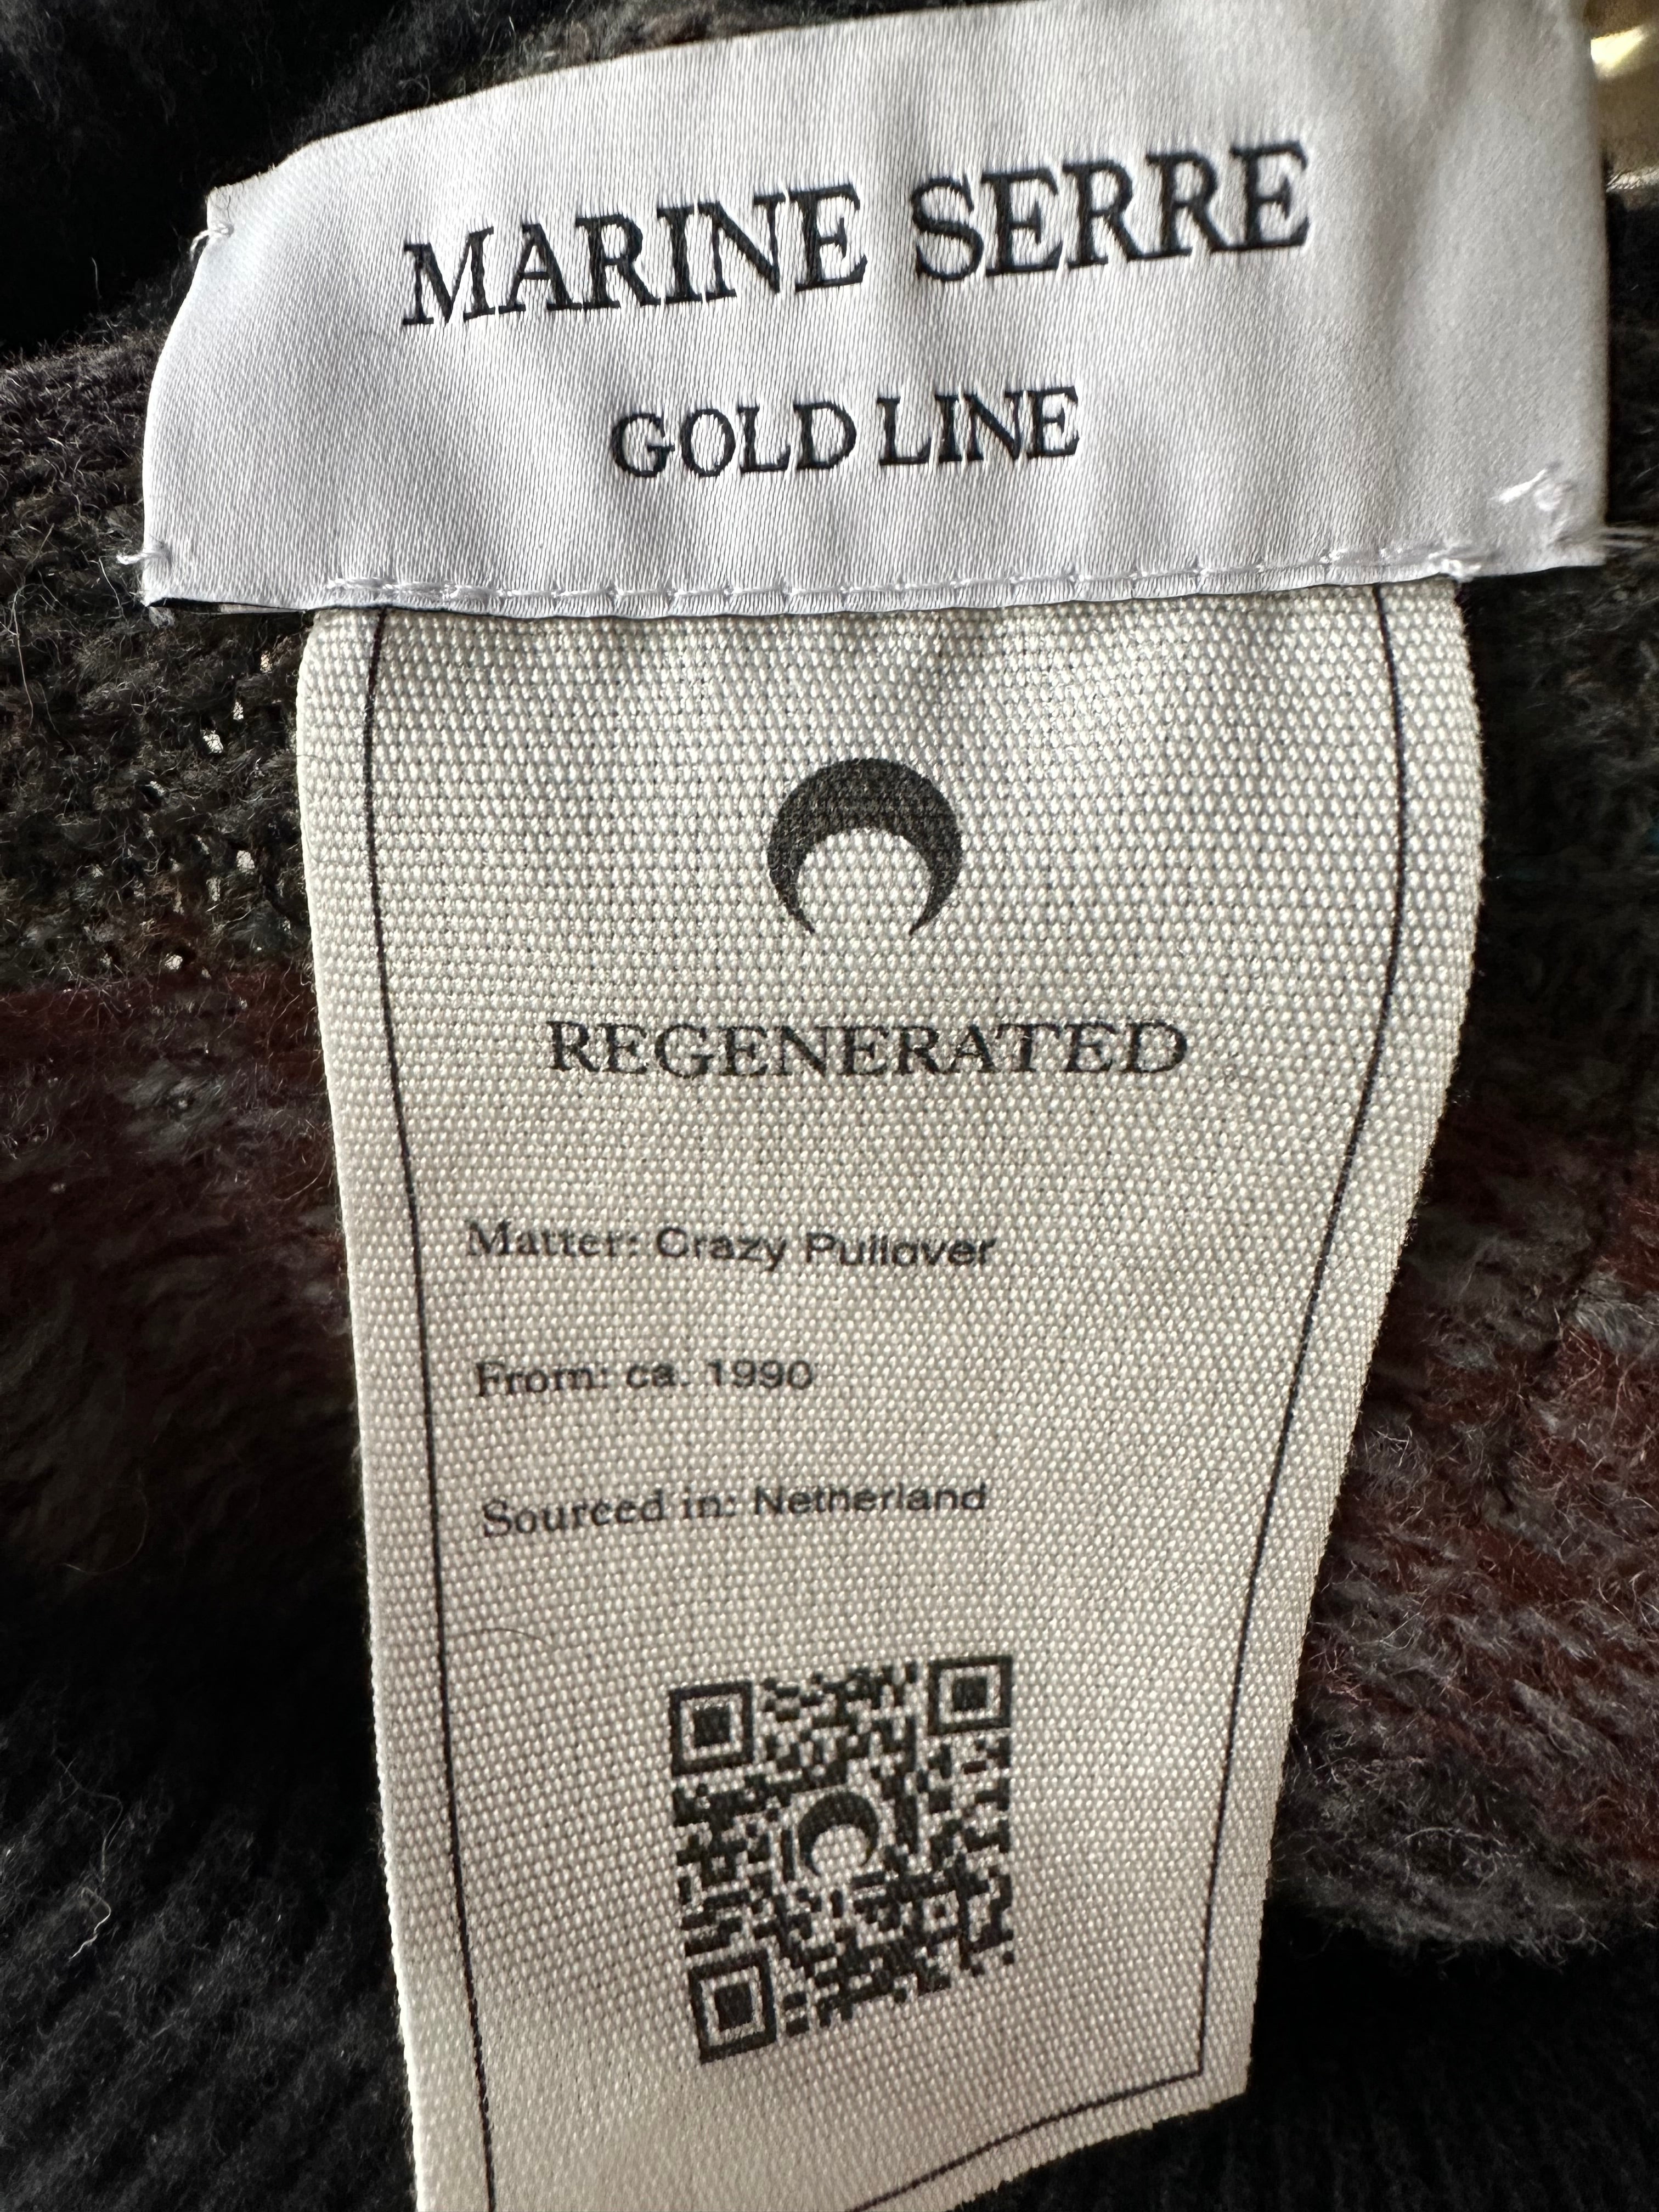 MARINE SERRE
GOLD LINE
REGENERATED
Matter: Crazy Pullover
From: ca. 1990
Sourced in: Netherland